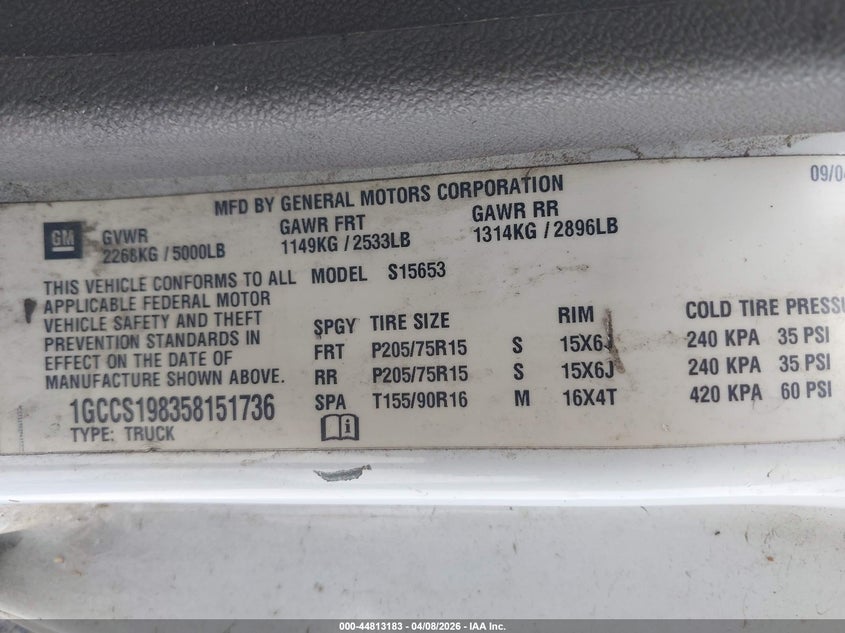 MFD BY GENERAL MOTORS CORPORATION
09/04
GM
GVWR
2268KG / 5000LB
GAWR FRT
1149KG / 2533LB
GAWR RR
1314KG / 2896LB
THIS VEHICLE CONFORMS TO ALL
APPLICABLE FEDERAL MOTOR
VEHICLE SAFETY AND THEFT
PREVENTION STANDARDS IN
EFFECT ON THE DATE OF
MANUFACTURE SHOWN ABOVE.
1GCCS198358151736
TYPE: TRUCK
MODEL S15653
SPGY TIRE SIZE RIM COLD TIRE PRESSU
FRT P205/75R15 S 15X6J 240 KPA 35 PSI
RR P205/75R15 S 15X6J 240 KPA 35 PSI
SPA T155/90R16 M 16X4T 420 KPA 60 PSI
i
000-44813183 | 04/08/2026 - IAA Inc.